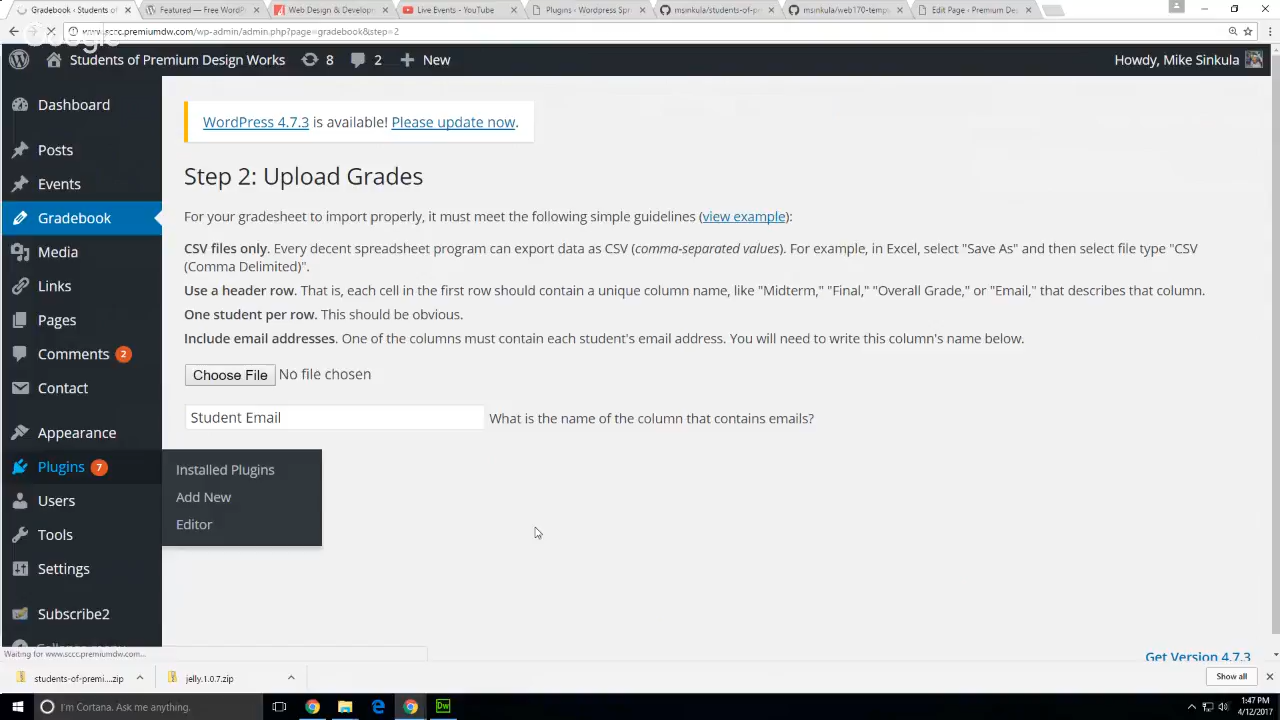 Gradebook ‹ Students of P
Featured — Free WordPr
Web Design & Developm
Live Events - YouTube
Plugins - Wordpress Spri
msinkula/students-of-pr
msinkula/web170-temp
Edit Page ‹ Premium De
www.sccc.premiumdw.com/wp-admin/admin.php?page=gradebook&step=2
Google
Students of Premium Design Works 8 2 New Howdy, Mike Sinkula
Dashboard
Posts
Events
Gradebook
Media
Links
Pages
Comments 2
Contact
Appearance
Plugins 7
Users
Tools
Settings
Subscribe2
Collapse menu
Installed Plugins
Add New
Editor
WordPress 4.7.3 is available! Please update now.
Step 2: Upload Grades
For your gradesheet to import properly, it must meet the following simple guidelines (view example):
CSV files only. Every decent spreadsheet program can export data as CSV (comma-separated values). For example, in Excel, select "Save As" and then select file type "CSV
(Comma Delimited)".
Use a header row. That is, each cell in the first row should contain a unique column name, like "Midterm," "Final," "Overall Grade," or "Email," that describes that column.
One student per row. This should be obvious.
Include email addresses. One of the columns must contain each student's email address. You will need to write this column's name below.
Choose File No file chosen
Student Email What is the name of the column that contains emails?
Get Version 4.7.3
Waiting for www.sccc.premiumdw.com...
students-of-premi....zip
jelly.1.0.7.zip
Show all
I'm Cortana. Ask me anything.
Dw
1:47 PM
4/12/2017